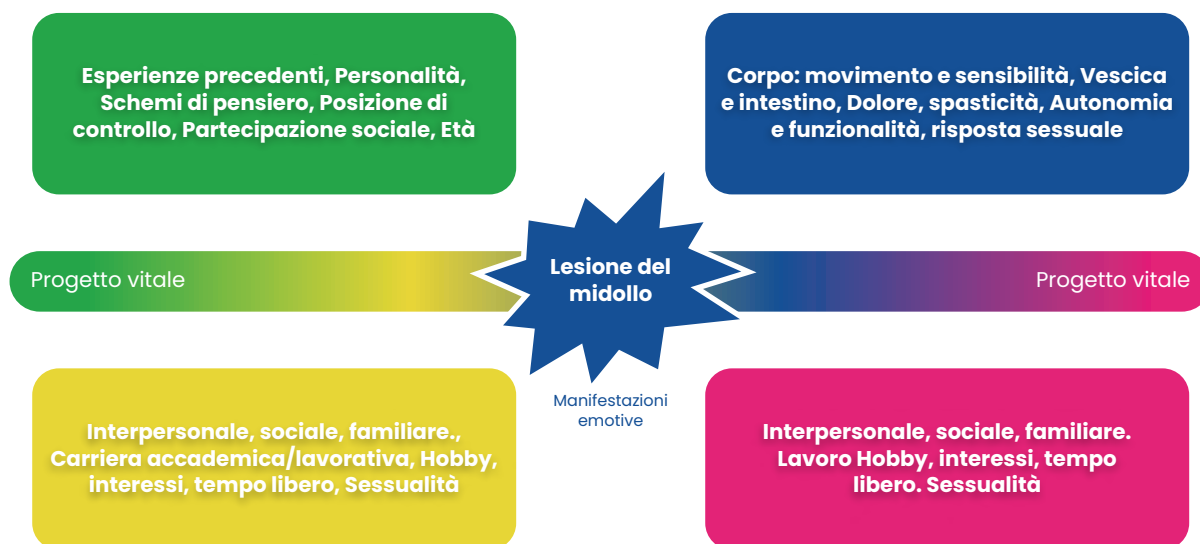 Esperienze precedenti, Personalità,
Schemi di pensiero, Posizione di
controllo, Partecipazione sociale, Età
Corpo: movimento e sensibilità, Vescica
e intestino, Dolore, spasticità, Autonomia
e funzionalità, risposta sessuale
Progetto vitale
Lesione del
midollo
Progetto vitale
Manifestazioni
emotive
Interpersonale, sociale, familiare.,
Carriera accademica/lavorativa, Hobby,
interessi, tempo libero, Sessualità
Interpersonale, sociale, familiare.
Lavoro Hobby, interessi, tempo
libero. Sessualità